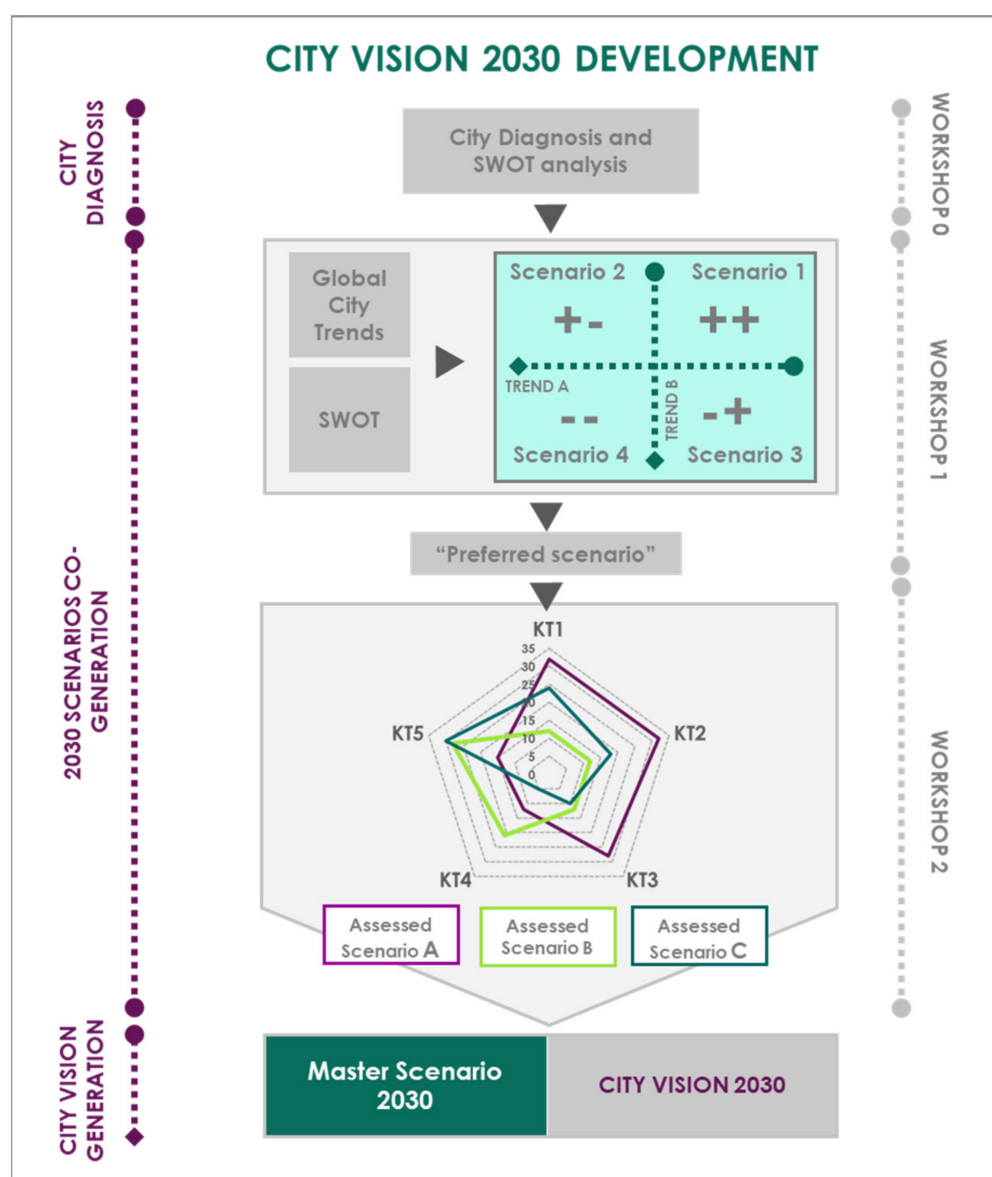 CITY VISION 2030 DEVELOPMENT
CITY
DIAGNOSIS
City Diagnosis and
SWOT analysis
WORKSHOP 0
Global
City
Trends
SWOT
Scenario 2
Scenario 1
+-
++
TREND A
TREND B
--
-+
Scenario 4
Scenario 3
WORKSHOP 1
“Preferred scenario”
2030 SCENARIOS CO-
GENERATION
KT1
35
30
25
20
15
10
5
0
KT5
KT2
KT4
KT3
WORKSHOP 2
Assessed
Scenario A
Assessed
Scenario B
Assessed
Scenario C
CITY VISION
GENERATION
Master Scenario
2030
CITY VISION 2030